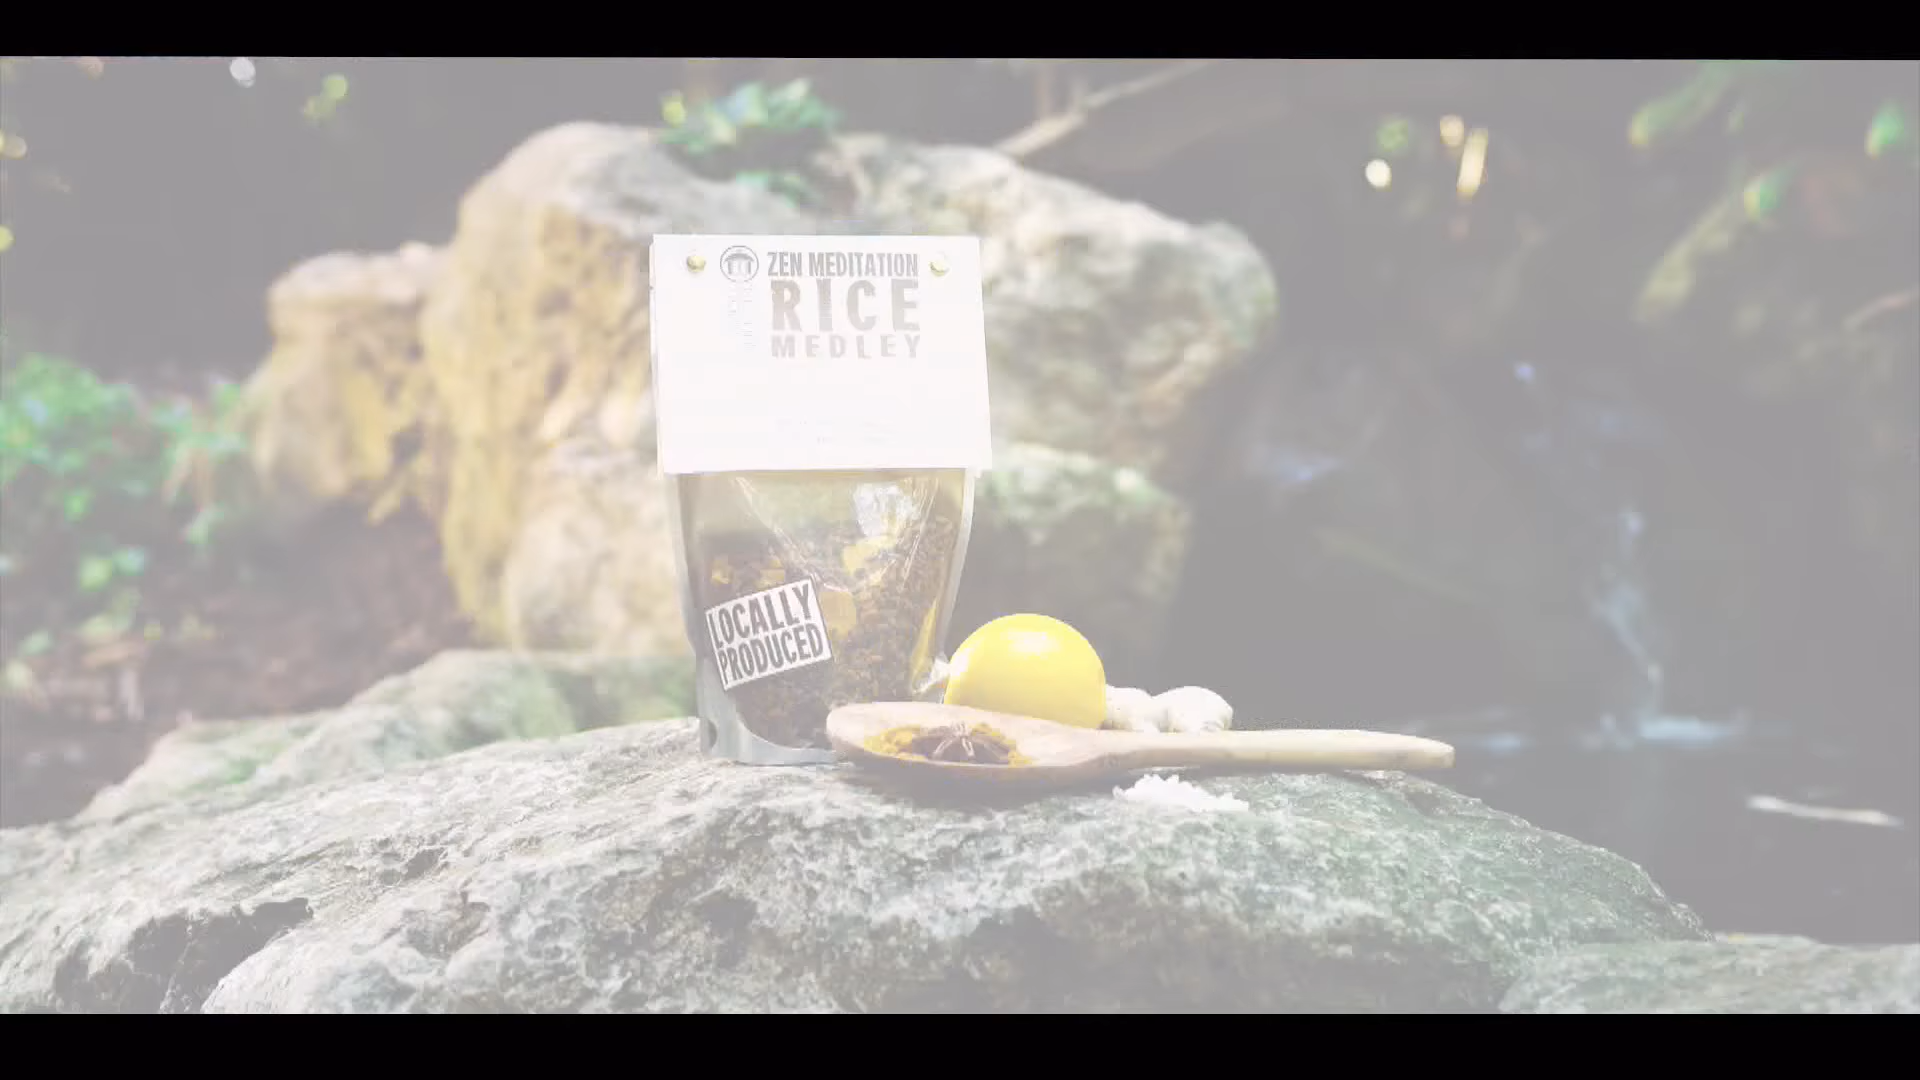 ZEN MEDITATION
RICE
MEDLEY
LOCALLY
PRODUCED